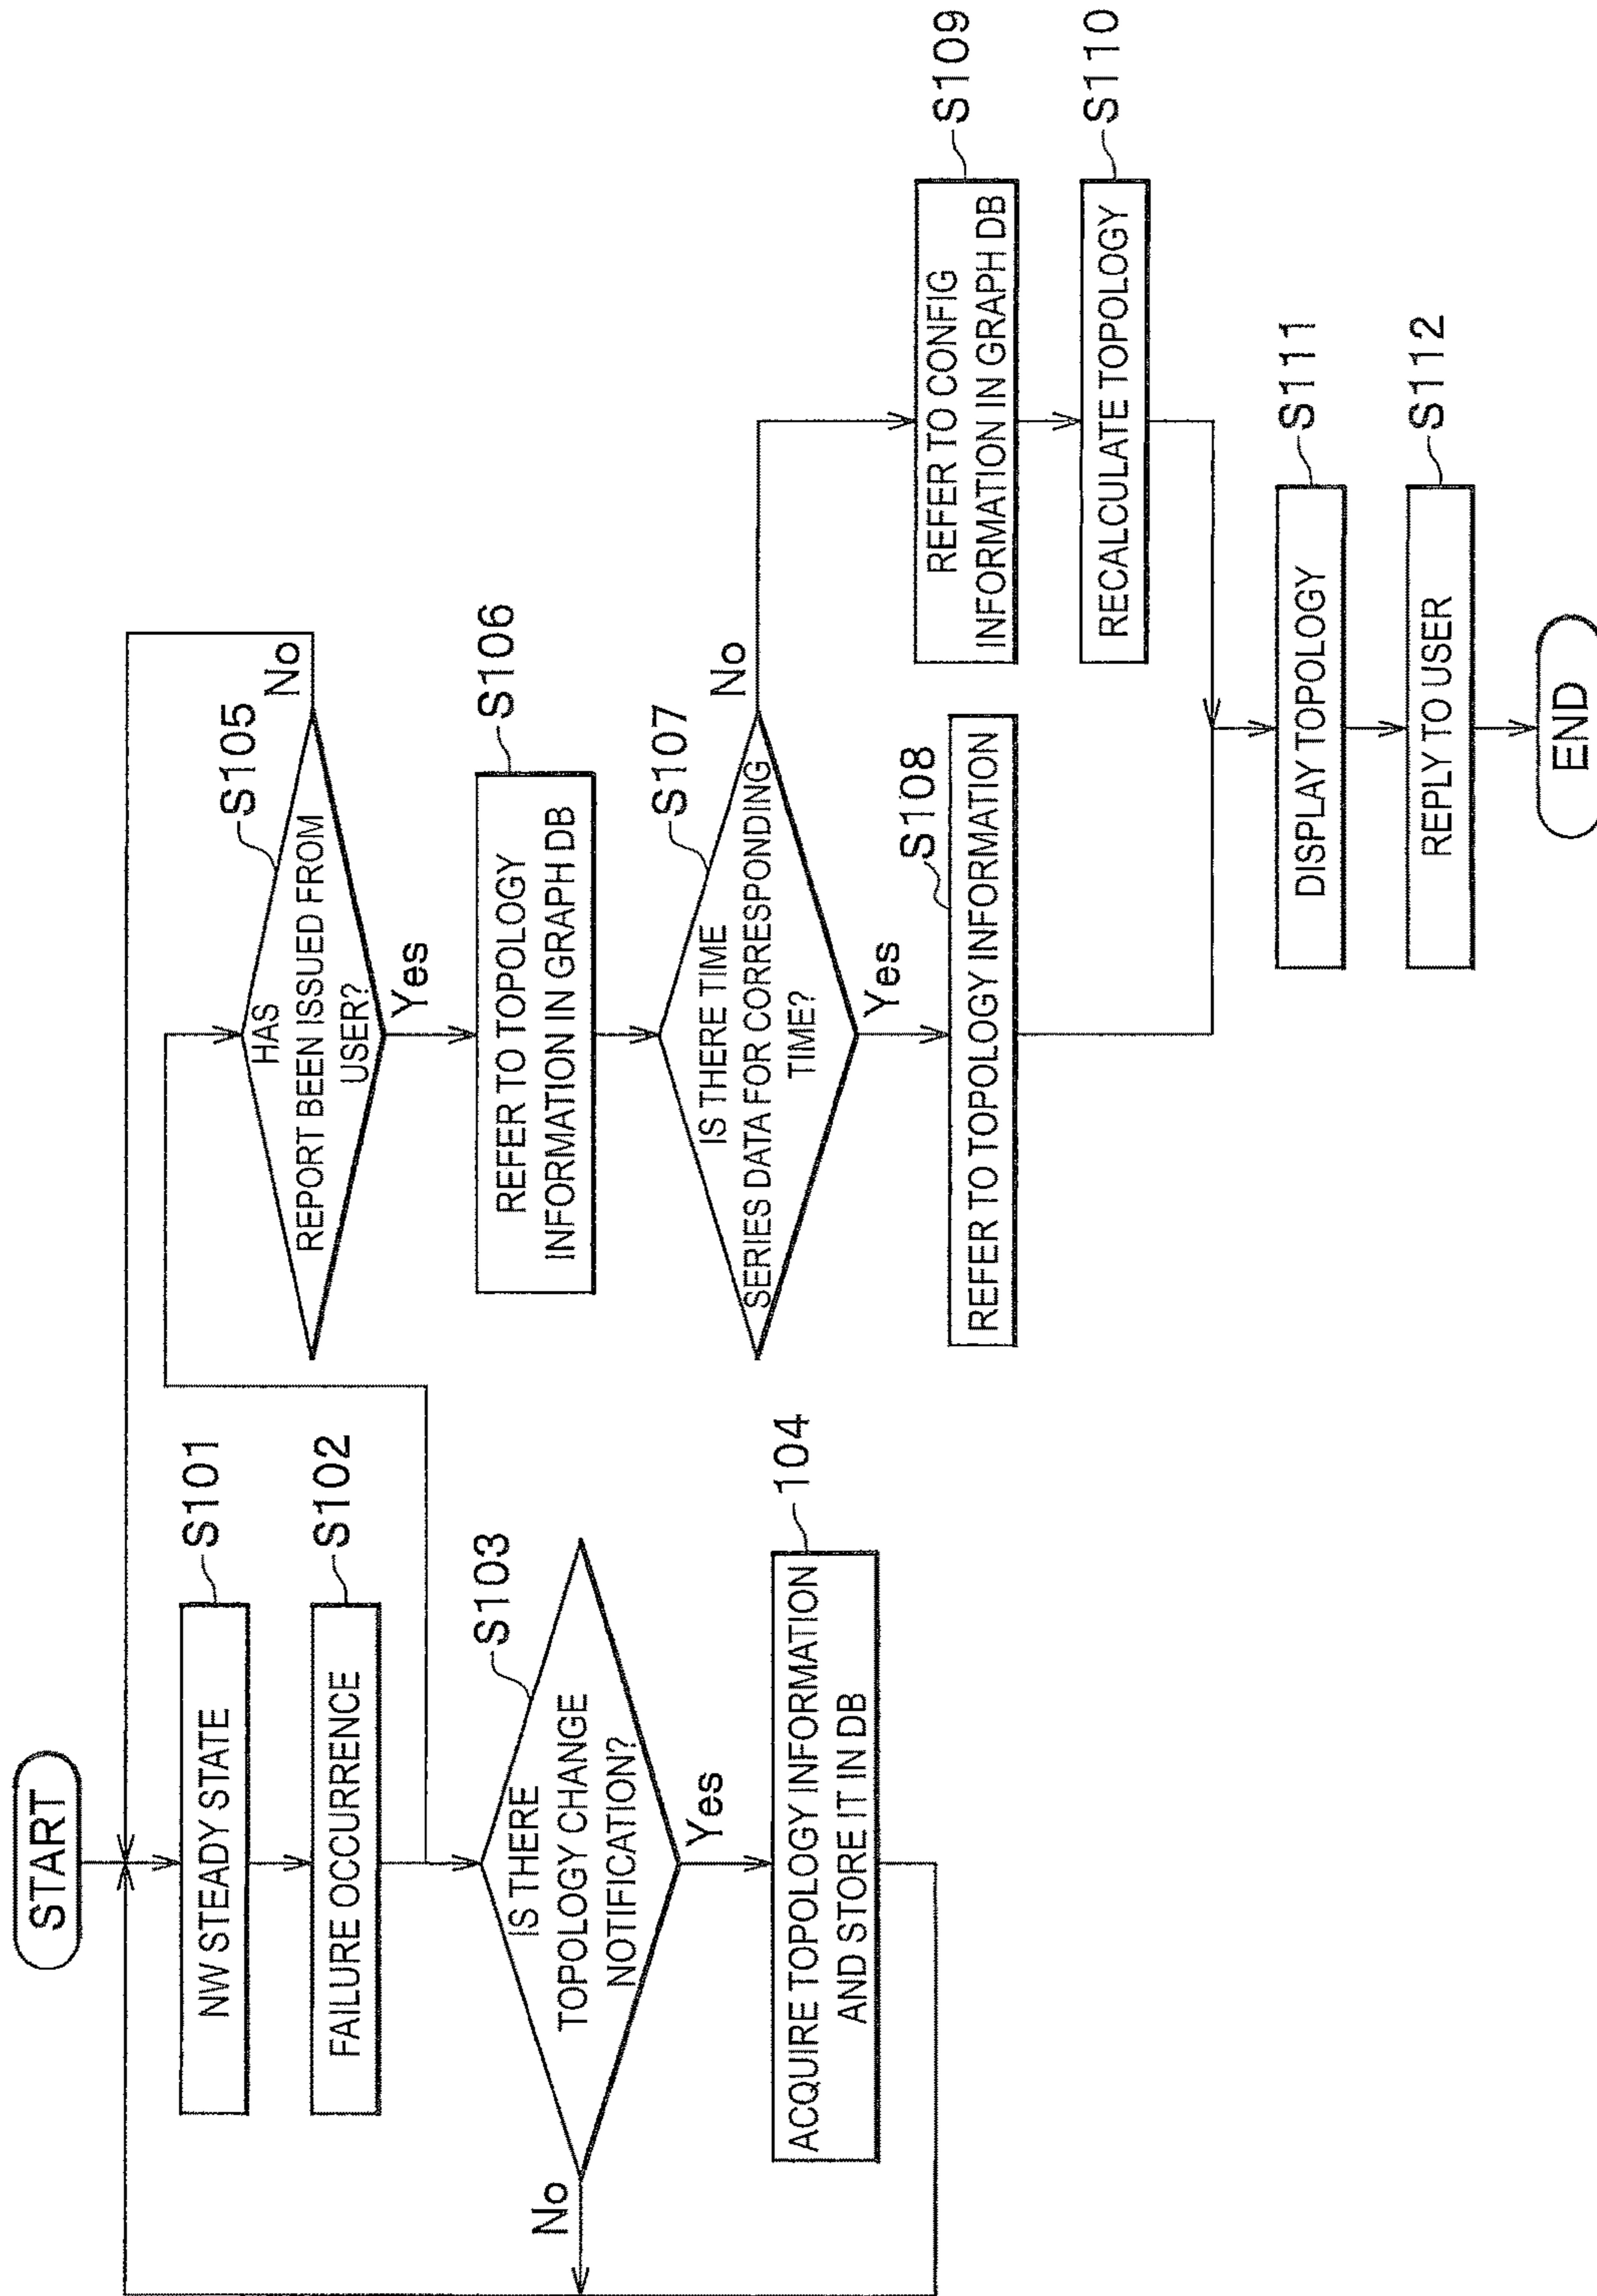 START
NW STEADY STATE
S101
FAILURE OCCURRENCE
S102
IS THERE
TOPOLOGY CHANGE
NOTIFICATION?
S103
No
Yes
ACQUIRE TOPOLOGY INFORMATION
AND STORE IT IN DB
104
HAS
REPORT BEEN ISSUED FROM
USER?
S105
No
Yes
REFER TO TOPOLOGY
INFORMATION IN GRAPH DB
S106
IS THERE TIME
SERIES DATA FOR CORRESPONDING
TIME?
S107
No
Yes
REFER TO TOPOLOGY INFORMATION
S108
REFER TO CONFIG
INFORMATION IN GRAPH DB
S109
RECALCULATE TOPOLOGY
S110
DISPLAY TOPOLOGY
S111
REPLY TO USER
S112
END